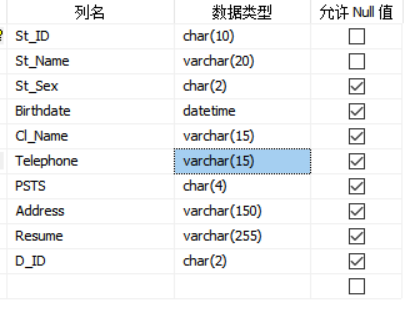 列名 数据类型 允许 Null 值
St_ID char(10)
St_Name varchar(20)
St_Sex char(2)
Birthdate datetime
Cl_Name varchar(15)
Telephone varchar(15)
PSTS char(4)
Address varchar(150)
Resume varchar(255)
D_ID char(2)